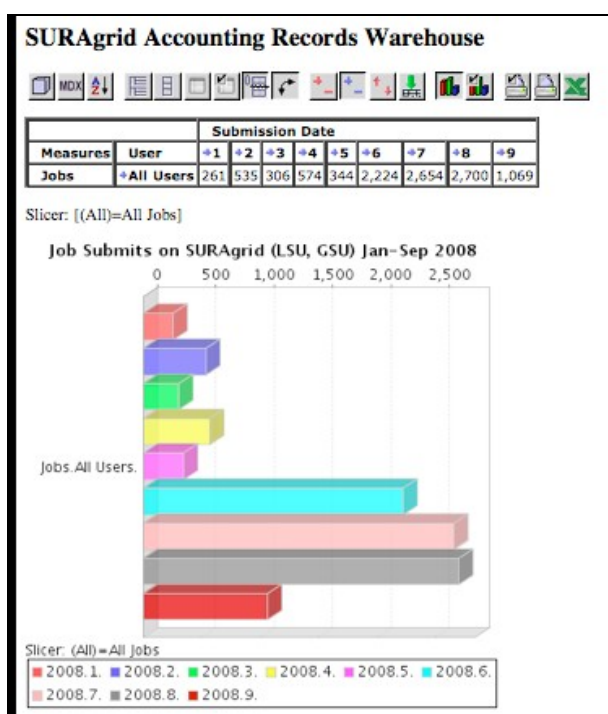 SURAgrid Accounting Records Warehouse
MDX
Submission Date
Measures User 1 2 3 4 5 6 7 8 9
Jobs All Users 261 535 306 574 344 2,224 2,654 2,700 1,069
Slicer: [(All)=All Jobs]
Job Submits on SURAgrid (LSU, GSU) Jan-Sep 2008
0 500 1,000 1,500 2,000 2,500
Jobs.All Users.
Slicer: (All)=All Jobs
2008.1. 2008.2. 2008.3. 2008.4. 2008.5. 2008.6.
2008.7. 2008.8. 2008.9.